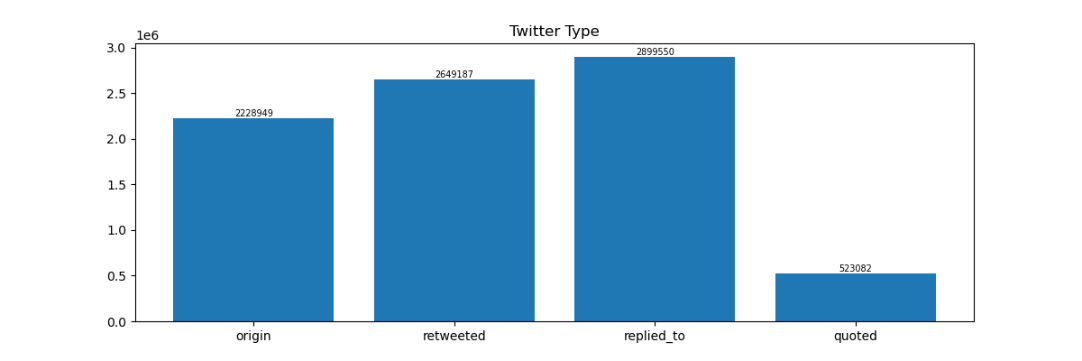 Twitter Type
1e6
3.0
2.5
2.0
1.5
1.0
0.5
0.0
2228949
2649187
2899550
523082
origin
retweeted
replied_to
quoted